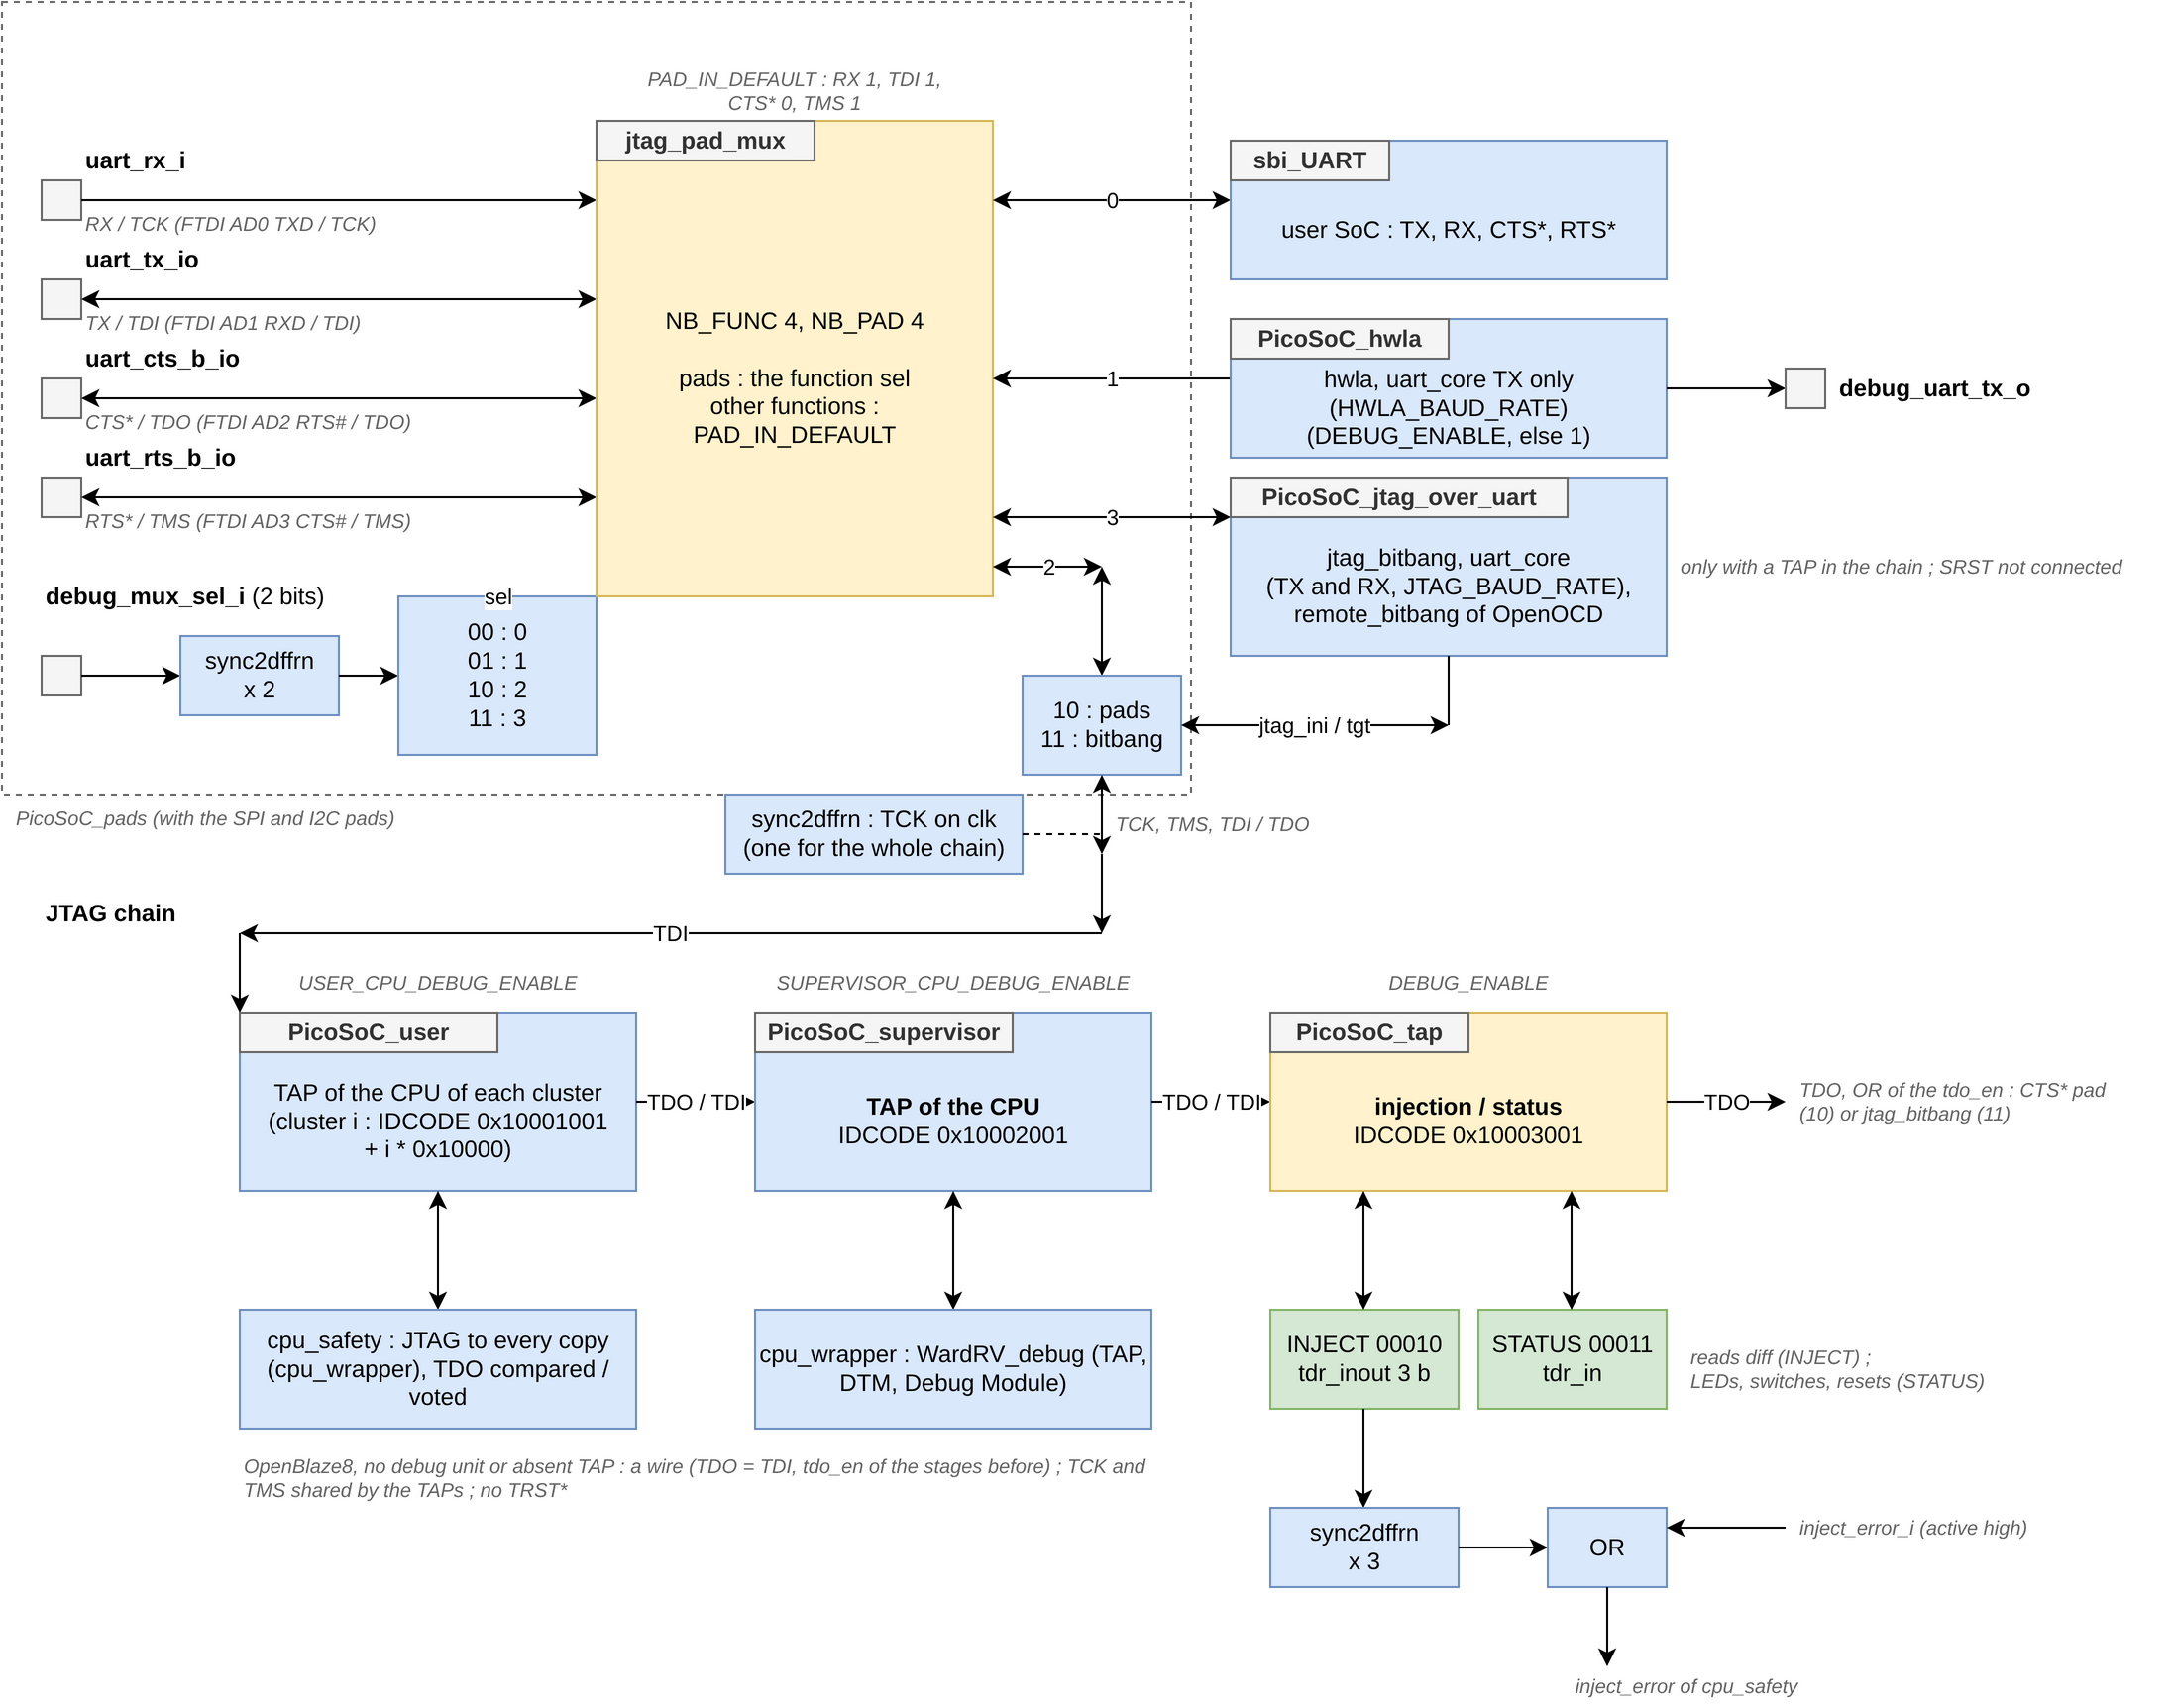 PAD_IN_DEFAULT : RX 1, TDI 1,
CTS* 0, TMS 1
jtag_pad_mux
uart_rx_i
RX / TCK (FTDI AD0 TXD / TCK)
uart_tx_io
TX / TDI (FTDI AD1 RXD / TDI)
uart_cts_b_io
CTS* / TDO (FTDI AD2 RTS# / TDO)
uart_rts_b_io
RTS* / TMS (FTDI AD3 CTS# / TMS)
NB_FUNC 4, NB_PAD 4
pads : the function sel
other functions :
PAD_IN_DEFAULT
0
1
3
2
sbi_UART
user SoC : TX, RX, CTS*, RTS*
PicoSoC_hwla
hwla, uart_core TX only
(HWLA_BAUD_RATE)
(DEBUG_ENABLE, else 1)
debug_uart_tx_o
PicoSoC_jtag_over_uart
jtag_bitbang, uart_core
(TX and RX, JTAG_BAUD_RATE),
remote_bitbang of OpenOCD
only with a TAP in the chain ; SRST not connected
debug_mux_sel_i (2 bits)
sync2dffrn
x 2
sel
00 : 0
01 : 1
10 : 2
11 : 3
10 : pads
11 : bitbang
jtag_ini / tgt
PicoSoC_pads (with the SPI and I2C pads)
sync2dffrn : TCK on clk
(one for the whole chain)
TCK, TMS, TDI / TDO
JTAG chain
TDI
USER_CPU_DEBUG_ENABLE
SUPERVISOR_CPU_DEBUG_ENABLE
DEBUG_ENABLE
PicoSoC_user
TAP of the CPU of each cluster
(cluster i : IDCODE 0x10001001
+ i * 0x10000)
TDO / TDI
PicoSoC_supervisor
TAP of the CPU
IDCODE 0x10002001
TDO / TDI
PicoSoC_tap
injection / status
IDCODE 0x10003001
TDO
TDO, OR of the tdo_en : CTS* pad
(10) or jtag_bitbang (11)
cpu_safety : JTAG to every copy
(cpu_wrapper), TDO compared /
voted
cpu_wrapper : WardRV_debug (TAP,
DTM, Debug Module)
INJECT 00010
tdr_inout 3 b
STATUS 00011
tdr_in
reads diff (INJECT) ;
LEDs, switches, resets (STATUS)
OpenBlaze8, no debug unit or absent TAP : a wire (TDO = TDI, tdo_en of the stages before) ; TCK and
TMS shared by the TAPs ; no TRST*
sync2dffrn
x 3
OR
inject_error_i (active high)
inject_error of cpu_safety